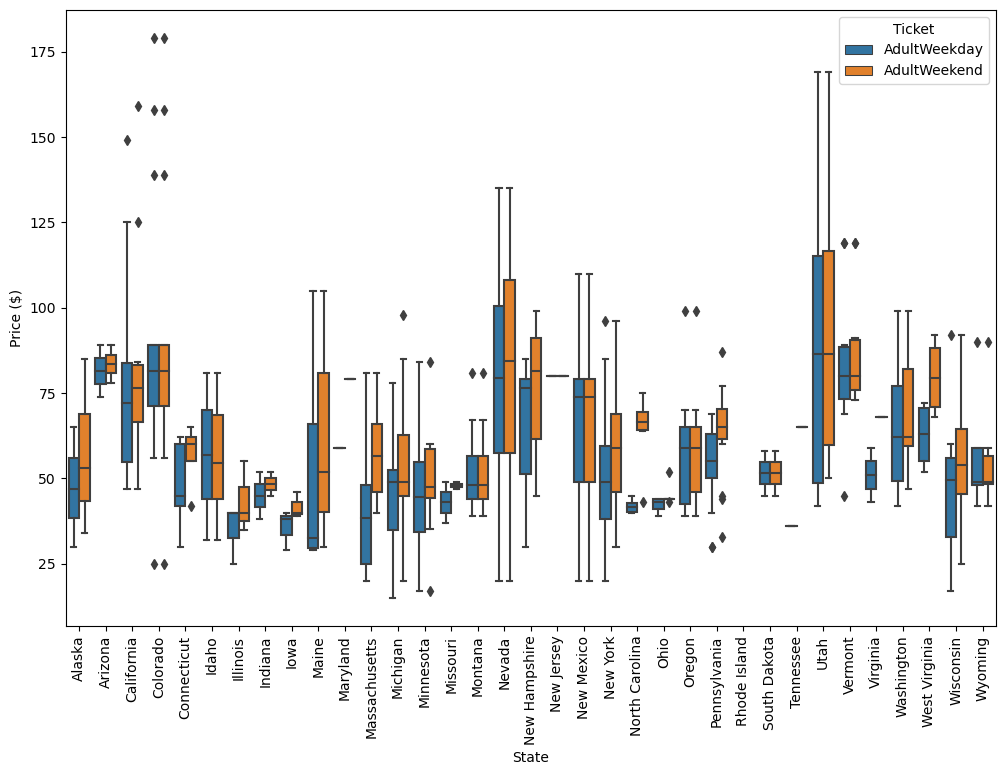 Ticket
AdultWeekday
AdultWeekend
175
150
125
100
75
50
25
Price ($)
Alaska
Arizona
California
Colorado
Connecticut
Idaho
Illinois
Indiana
Iowa
Maine
Maryland
Massachusetts
Michigan
Minnesota
Missouri
Montana
Nevada
New Hampshire
New Jersey
New Mexico
New York
North Carolina
Ohio
Oregon
Pennsylvania
Rhode Island
South Dakota
Tennessee
Utah
Vermont
Virginia
Washington
West Virginia
Wisconsin
Wyoming
State